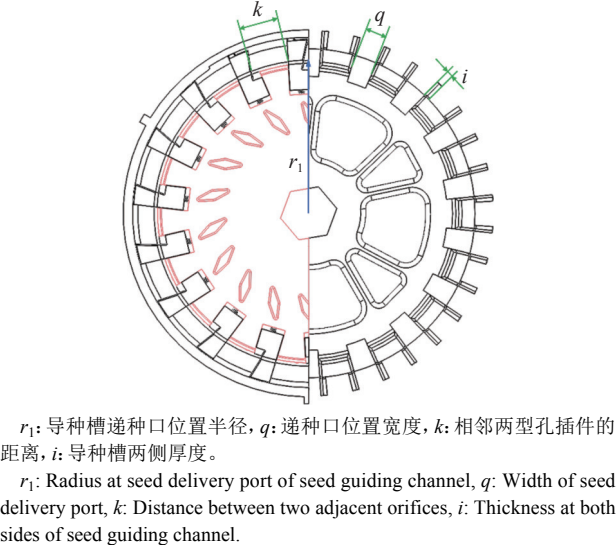 k
q
i
r₁
r₁: 导种槽递种口位置半径, q: 递种口位置宽度, k: 相邻两型孔插件的
距离, i: 导种槽两侧厚度。
r₁: Radius at seed delivery port of seed guiding channel, q: Width of seed
delivery port, k: Distance between two adjacent orifices, i: Thickness at both
sides of seed guiding channel.